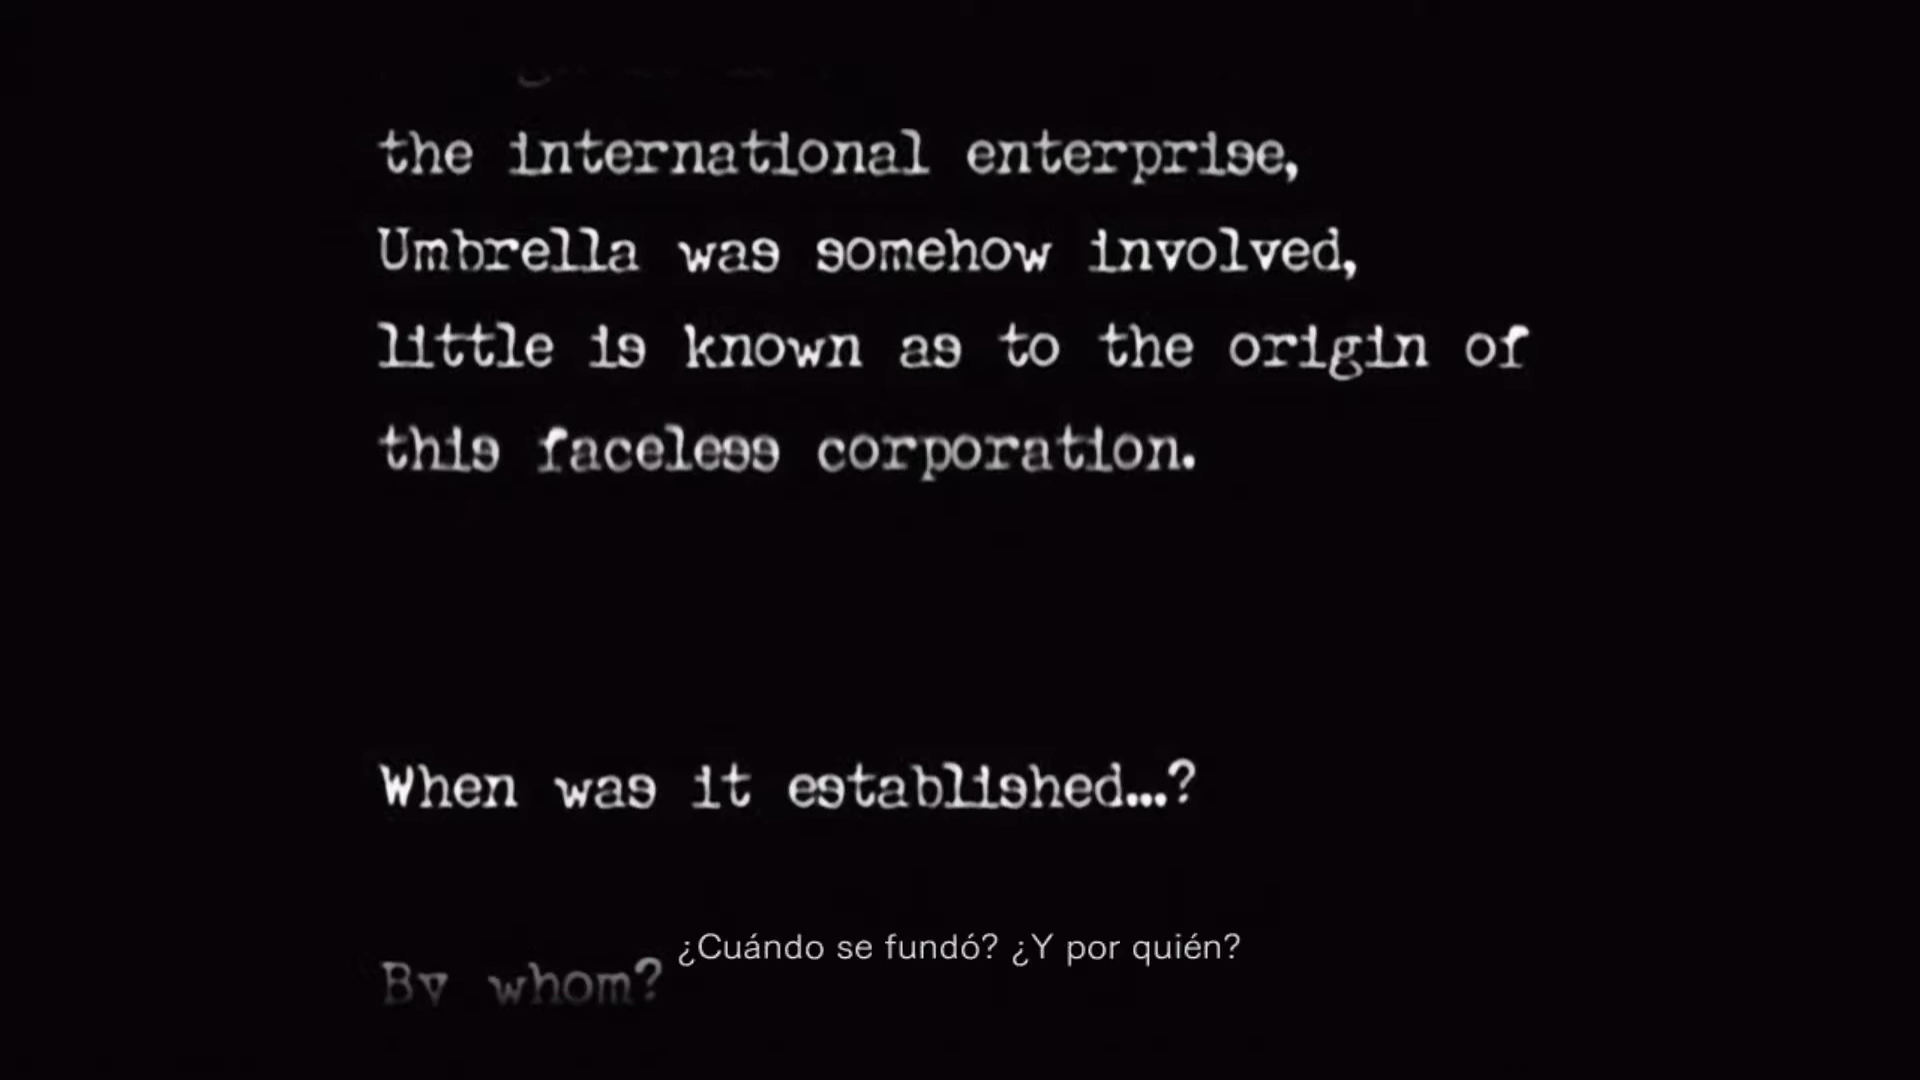 the international enterprise,
Umbrella was somehow involved,
little is known as to the origin of
this faceless corporation.
When was it established...?
¿Cuándo se fundó? ¿Y por quién?
By whom?